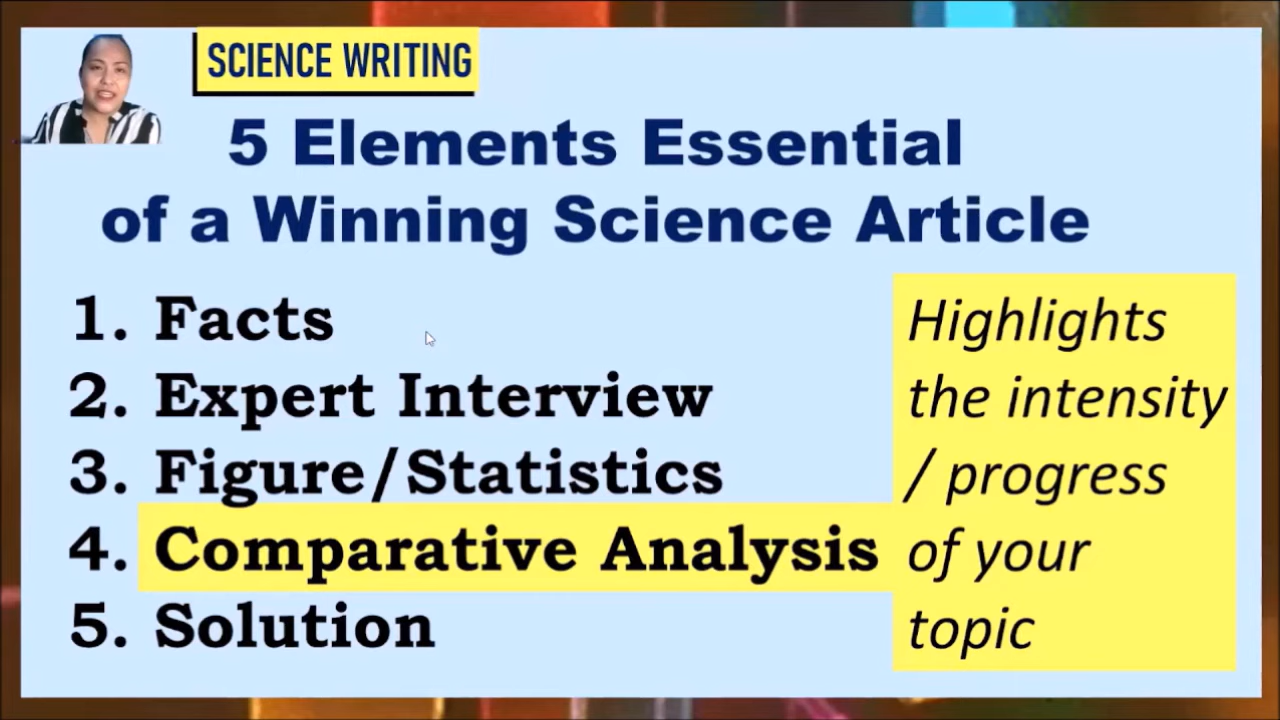 SCIENCE WRITING
5 Elements Essential
of a Winning Science Article
1. Facts
2. Expert Interview
3. Figure/Statistics
4. Comparative Analysis
5. Solution
Highlights
the intensity
/ progress
of your
topic